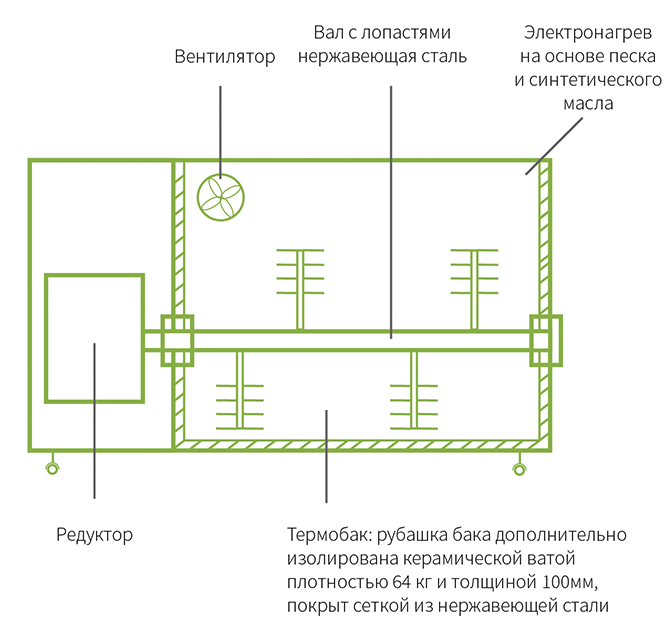 Вентилятор
Вал с лопастями
нержавеющая сталь
Электронагрев
на основе песка
и синтетического
масла
Редуктор
Термобак: рубашка бака дополнительно
изолирована керамической ватой
плотностью 64 кг и толщиной 100мм,
покрыт сеткой из нержавеющей стали